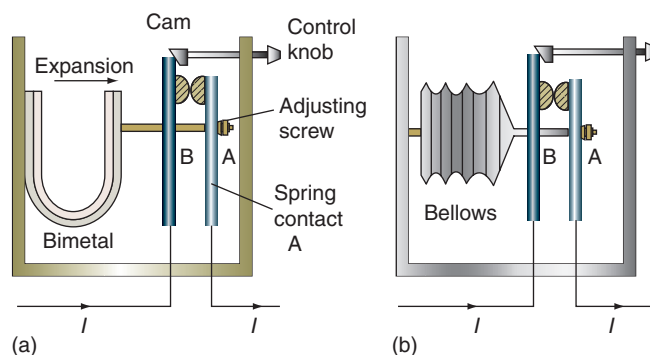 Cam
Control
knob
Expansion
Adjusting
screw
B
A
Spring
contact
A
Bimetal
I
I
(a)
B
A
Bellows
I
I
(b)